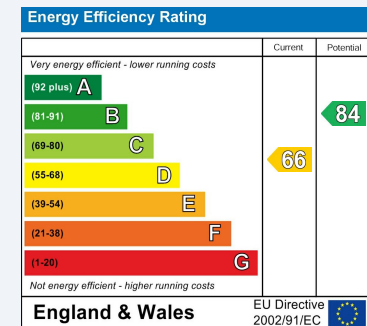 Energy Efficiency Rating
Current Potential
Very energy efficient - lower running costs
(92 plus) A
(81-91) B
84
(69-80) C
66
(55-68) D
(39-54) E
(21-38) F
(1-20) G
Not energy efficient - higher running costs
England & Wales
EU Directive
2002/91/EC